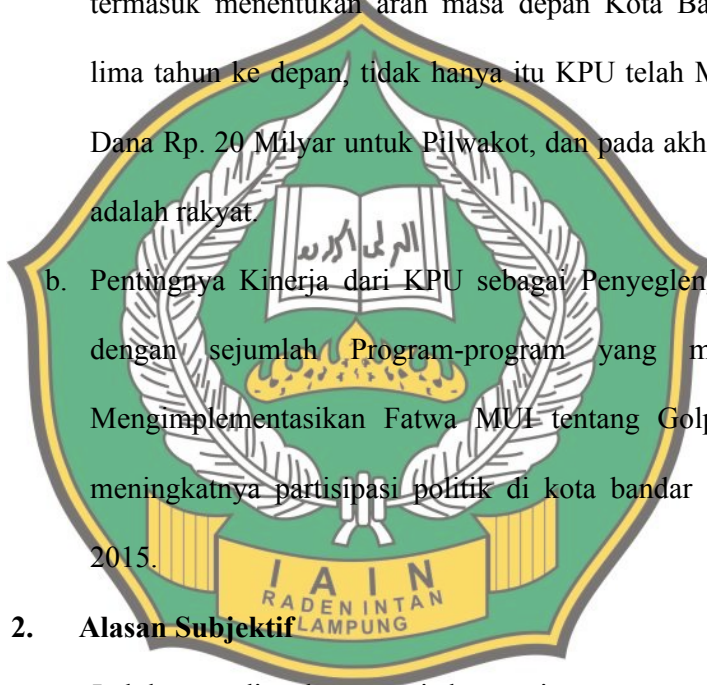 termasuk menentukan arah masa depan Kota Ba
lima tahun ke depan, tidak hanya itu KPU telah M
Dana Rp. 20 Milyar untuk Pilwakot, dan pada akh
adalah rakyat.
b. Pentingnya Kinerja dari KPU sebagai Penyeglen
dengan sejumlah Program-program yang m
Mengimplementasikan Fatwa MUI tentang Golp
meningkatnya partisipasi politik di kota bandar
2015.
IAIN
RADEN INTAN
LAMPUNG
2. Alasan Subjektif